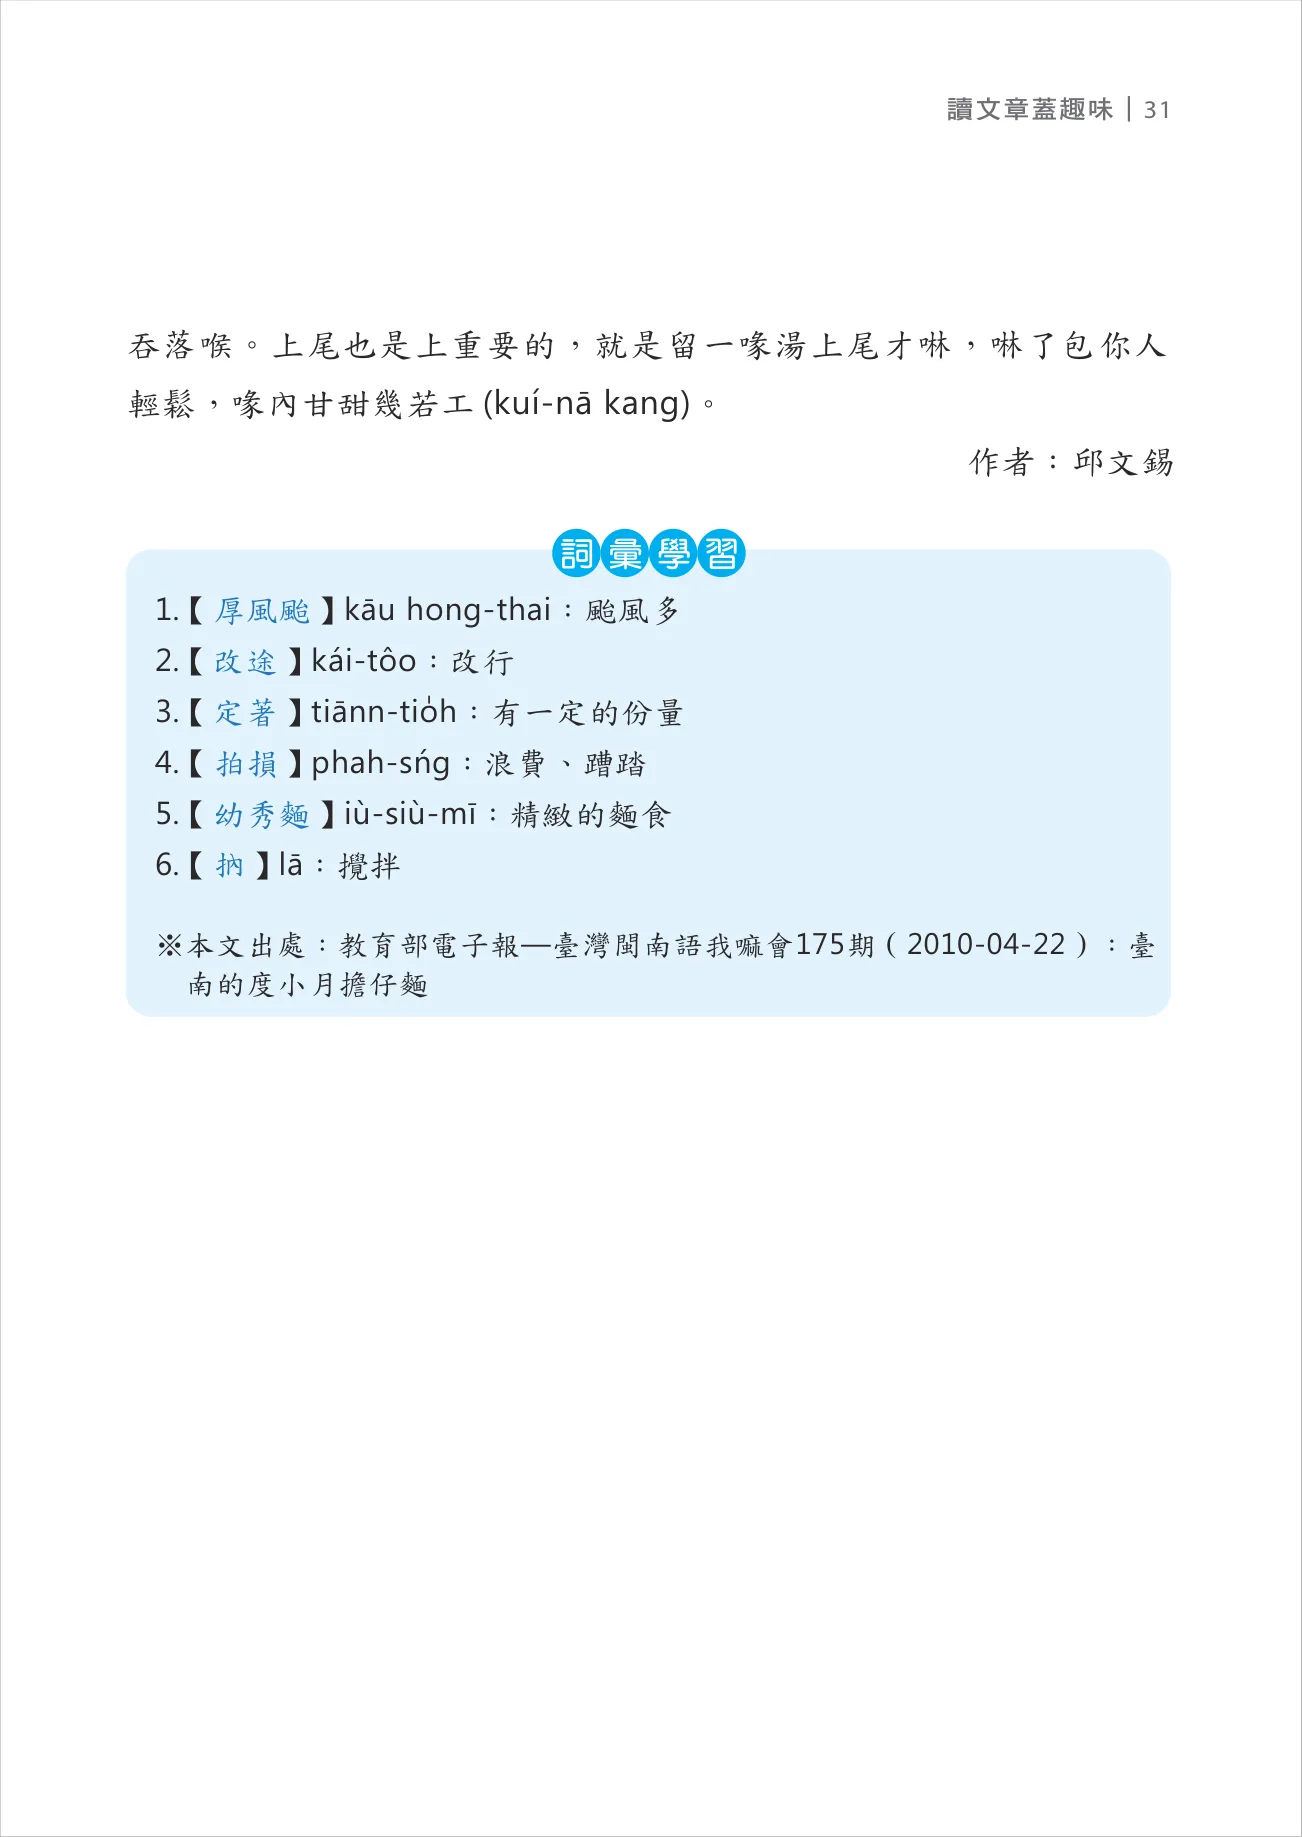 讀文章蓋趣味｜31
吞落喉。上尾也是上重要的，就是留一喙湯上尾才啉，啉了包你人
輕鬆，喙內甘甜幾若工(kuí-nā kang)。
作者：邱文錫
詞彙學習
1.【厚風颱】kāu hong-thai：颱風多
2.【改途】kái-tôo：改行
3.【定著】tiānn-tio̍h：有一定的份量
4.【拍損】phah-sńg：浪費、蹧踏
5.【幼秀麵】iù-siù-mī：精緻的麵食
6.【抐】lā：攪拌
※本文出處：教育部電子報—臺灣閩南語我嘛會175期（2010-04-22）：臺
南的度小月擔仔麵